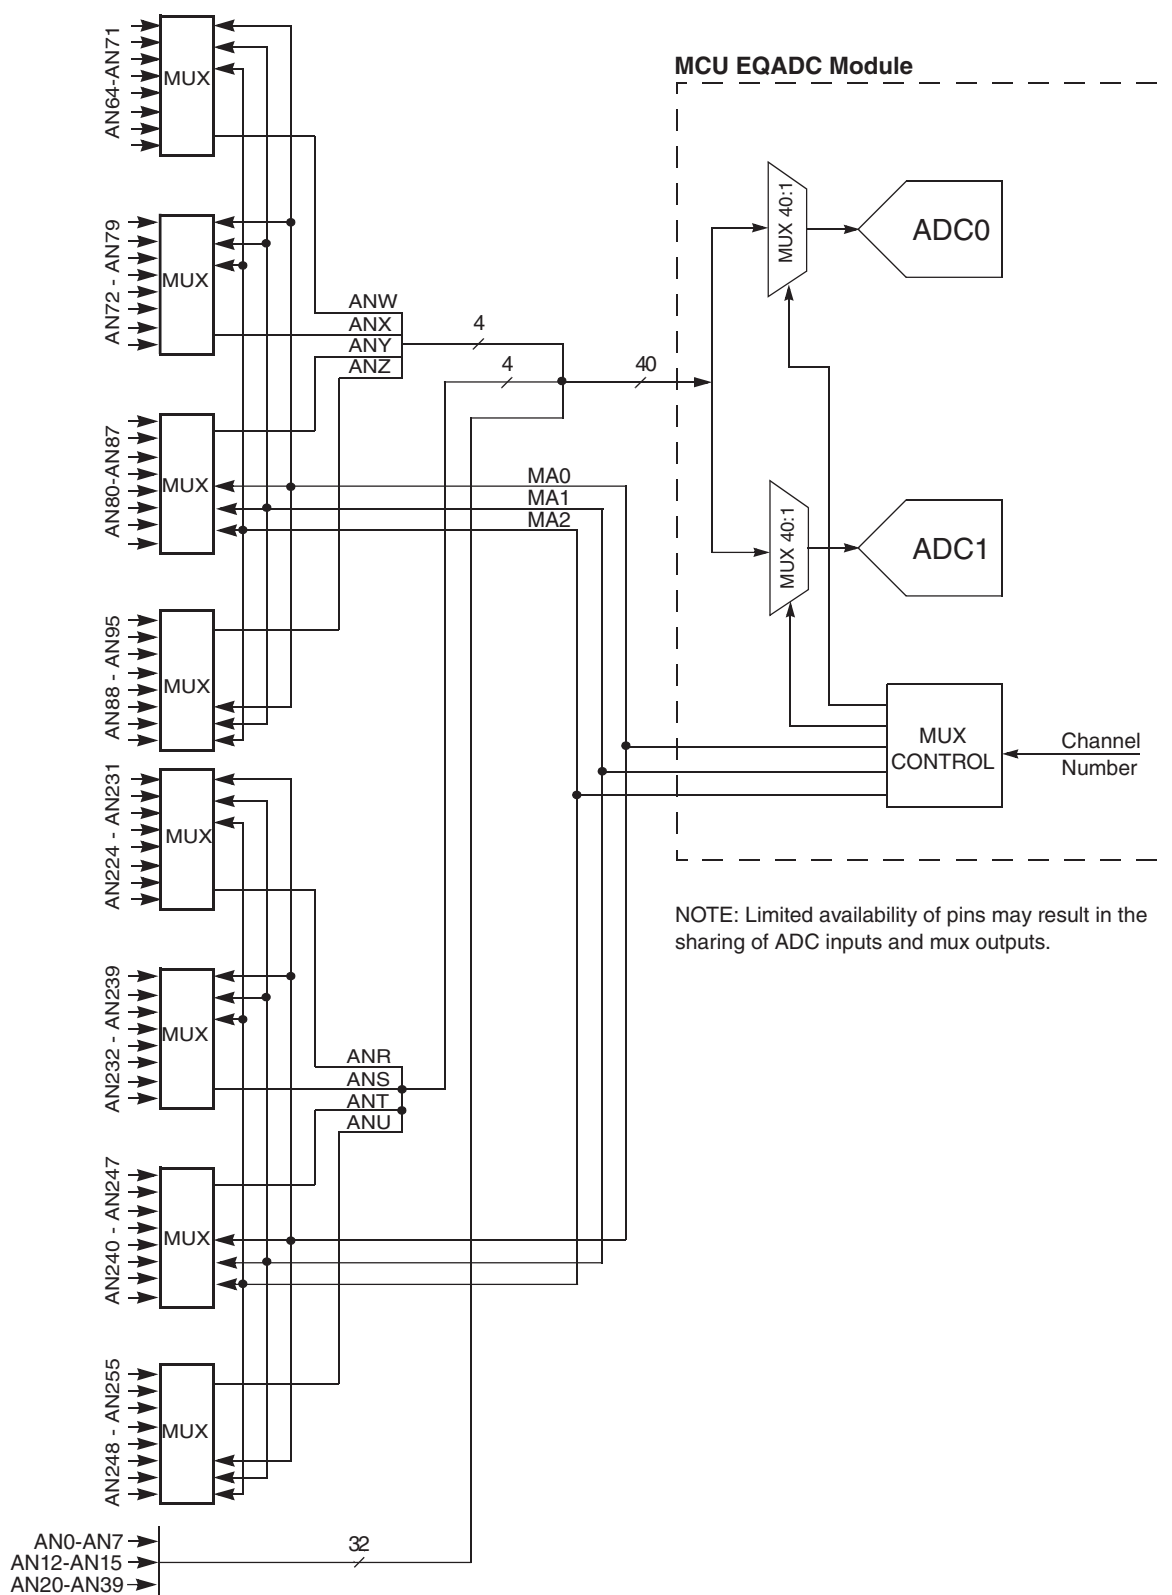 AN64-AN71
MUX
MCU EQADC Module
MUX 40:1
ADC0
AN72 - AN79
MUX
ANW
ANX
ANY
ANZ
4
4
40
AN80-AN87
MUX
MA0
MA1
MA2
MUX 40:1
ADC1
AN88 - AN95
MUX
MUX
CONTROL
Channel
Number
AN224 - AN231
MUX
NOTE: Limited availability of pins may result in the
sharing of ADC inputs and mux outputs.
AN232 - AN239
MUX
ANR
ANS
ANT
ANU
AN240 - AN247
MUX
AN248 - AN255
MUX
AN0-AN7
AN12-AN15
AN20-AN39
32